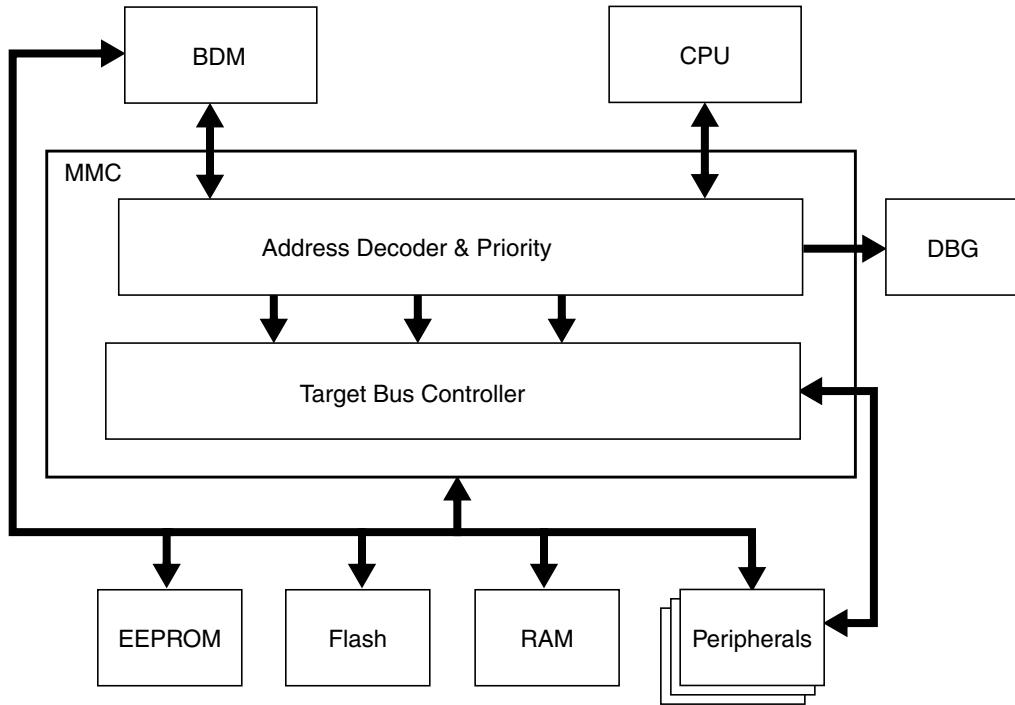 BDM
CPU
MMC
Address Decoder & Priority
DBG
Target Bus Controller
EEPROM
Flash
RAM
Peripherals